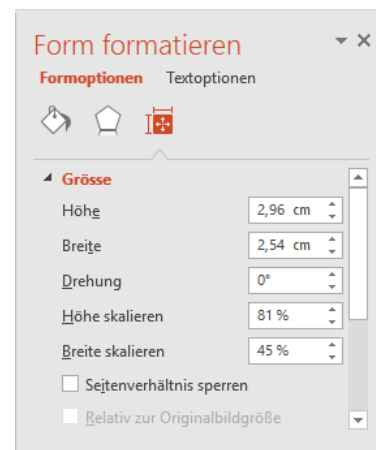 Form formatieren
Formoptionen Textoptionen
Grösse
Höhe 2,96 cm
Breite 2,54 cm
Drehung 0°
Höhe skalieren 81 %
Breite skalieren 45 %
Seitenverhältnis sperren
Relativ zur Originalbildgröße